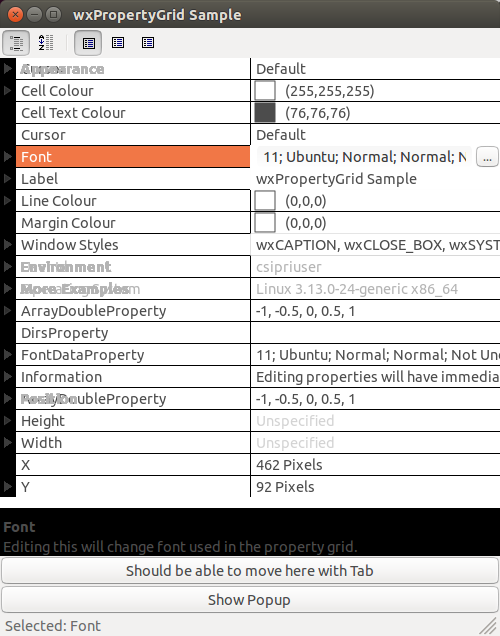 wxPropertyGrid Sample
Appearance Default
Cell Colour (255,255,255)
Cell Text Colour (76,76,76)
Cursor Default
Font 11; Ubuntu; Normal; Normal; N ...
Label wxPropertyGrid Sample
Line Colour (0,0,0)
Margin Colour (0,0,0)
Window Styles wxCAPTION, wxCLOSE_BOX, wxSYST
Environment csipriuser
More Examples Linux 3.13.0-24-generic x86_64
ArrayDoubleProperty -1, -0.5, 0, 0.5, 1
DirsProperty
FontDataProperty 11; Ubuntu; Normal; Normal; Not Und
Information Editing properties will have immedia
ArrayDoubleProperty -1, -0.5, 0, 0.5, 1
Height Unspecified
Width Unspecified
X 462 Pixels
Y 92 Pixels
Font
Editing this will change font used in the property grid.
Should be able to move here with Tab
Show Popup
Selected: Font